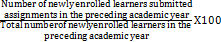 Number of newly enrolled learners submitted
assignments in the preceding academic year
X100
Total number of newly enrolled learners in the
preceding academic year